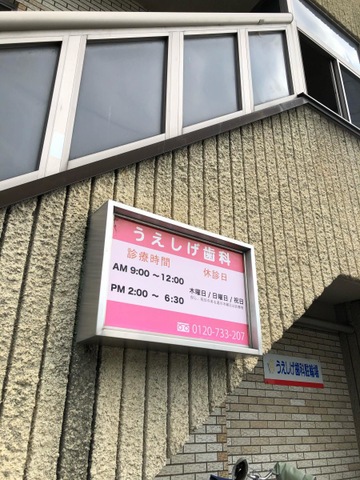 うえしげ歯科
診療時間 休診日
AM 9:00 〜12:00
木曜日 / 日曜日 / 祝日
PM 2:00 〜 6:30
0120-733-207
うえしげ歯科駐輪場